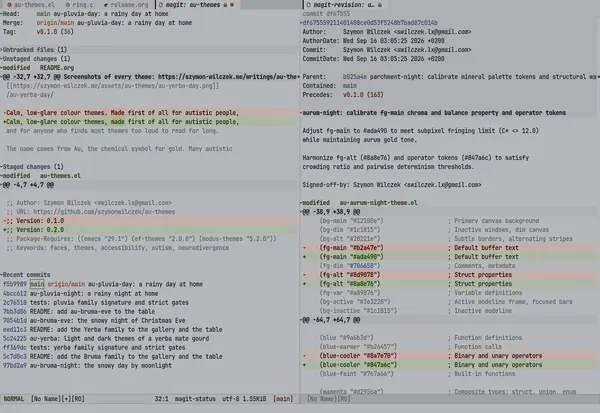 au-themes.el
ring.c
release.org
magit: au-themes
magit-revision: a…
Head: main au-pluvia-day: a rainy day at home
Merge: origin/main au-pluvia-day: a rainy day at home
Tag: v0.1.0 (36)
Untracked files (1)
Unstaged changes (1)
modified README.org
@@ -32,7 +32,7 @@ Screenshots of every theme: https://szymon-wilczek.me/writings/au-the
[[https://szymon-wilczek.me/assets/au-themes/au-yerba-day.png]]
/au-yerba-day/
-Calm, low-glare colour themes. Made first of all for autistic people,
+Calm, low-glare colour themes, made first of all for autistic people,
and for anyone who finds most themes too loud to read for long.
The name comes from Au, the chemical symbol for gold. Many autistic
Staged changes (1)
modified au-themes.el
@@ -4,7 +4,7 @@
;; Author: Szymon Wilczek <swilczek.lx@gmail.com>
;; URL: https://github.com/szymonwilczek/au-themes
-;; Version: 0.1.0
+;; Version: 0.2.0
;; Package-Requires: ((emacs "29.1") (ef-themes "2.0.0") (modus-themes "5.2.0"))
;; Keywords: faces, themes, accessibility, autism, neurodivergence
Recent commits
f5b9989 main origin/main au-pluvia-day: a rainy day at home
4bcc612 au-pluvia-night: a rainy night at home
2c76518 tests: pluvia family signature and strict gates
7bb3d06 README: add au-bruma-eve to the table
7054b1d au-bruma-eve: the snowy night of Christmas Eve
eed11c3 README: add the Yerba family to the gallery and the table
5c24225 au-yerba: light and dark themes of a yerba mate gourd
ff369dc tests: yerba family signature and strict gates
5c7d8c3 README: add the Bruma family to the gallery and the table
97bd2a9 au-bruma-night: the snowy day by moonlight
NORMAL [No Name][+][RO] 32:1 magit-status utf-8 1.55KiB [main]
commit df67555
df675559211401408ce0d53f5248b7bad87c814b
Author: Szymon Wilczek <swilczek.lx@gmail.com>
AuthorDate: Wed Sep 16 03:05:25 2026 +0200
Commit: Szymon Wilczek <swilczek.lx@gmail.com>
CommitDate: Wed Sep 16 03:05:25 2026 +0200
Parent: b025a4e parchment-night: calibrate mineral palette tokens and structural wa
Contained: main
Precedes: v0.1.0 (163)
aurum-night: calibrate fg-main chroma and balance property and operator tokens
Adjust fg-main to #ada490 to meet subpixel fringing limit (C* <= 12.0)
while maintaining aurum gold tone.
Harmonize fg-alt (#8a8e76) and operator tokens (#847a6c) to satisfy
crowding ratio and pairwise determinism thresholds.
Signed-off-by: Szymon Wilczek <swilczek.lx@gmail.com>
modified au-aurum-night-theme.el
@@ -38,9 +38,9 @@
(bg-main "#12100e") ; Primary canvas background
(bg-dim "#1c1815") ; Inactive windows, dim canvas
(bg-alt "#28221e") ; Subtle borders, alternating stripes
- (fg-main "#b2a47e") ; Default buffer text
+ (fg-main "#ada490") ; Default buffer text
(fg-dim "#706658") ; Comments, metadata
- (fg-alt "#8d9078") ; Struct properties
+ (fg-alt "#8a8e76") ; Struct properties
(fg-var "#a89876") ; Variable definitions
(bg-active "#3e3228") ; Active modeline frame, focused bars
(bg-inactive "#1c1815") ; Inactive modeline
@@ -64,7 +64,7 @@
(blue "#9a6b3d") ; Function definitions
(blue-warmer "#b26457") ; Function calls
- (blue-cooler "#8a7e70") ; Binary and unary operators
+ (blue-cooler "#847a6c") ; Binary and unary operators
(blue-faint "#767a66") ; Built-in functions
(magenta "#d2956a") ; Composite types: struct, union, enum
[No Name][RO]